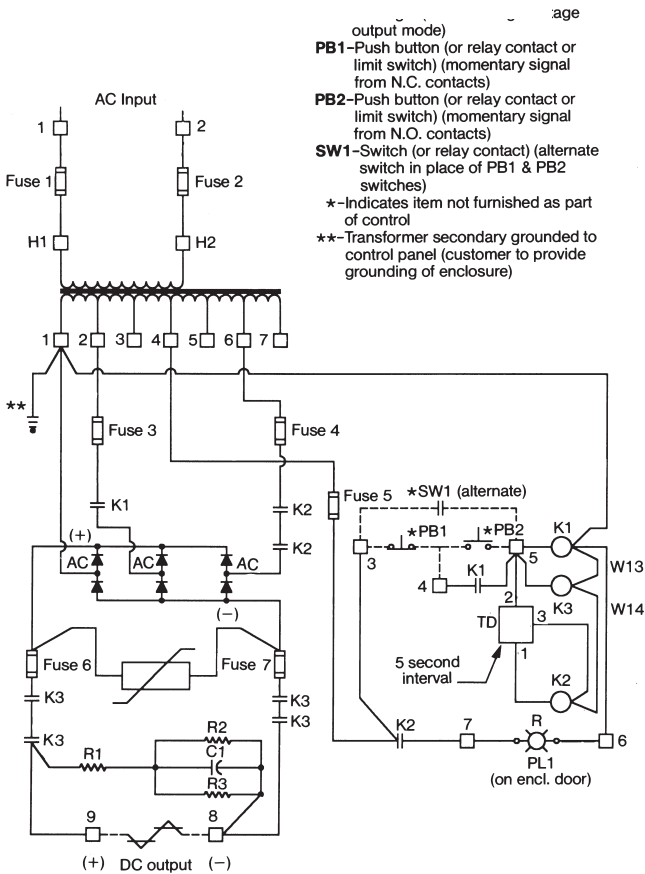 output mode)
PB1–Push button (or relay contact or
limit switch) (momentary signal
from N.C. contacts)
PB2–Push button (or relay contact or
limit switch) (momentary signal
from N.O. contacts)
SW1–Switch (or relay contact) (alternate
switch in place of PB1 & PB2
switches)
*–Indicates item not furnished as part
of control
**–Transformer secondary grounded to
control panel (customer to provide
grounding of enclosure)
AC Input
1 2
Fuse 1 Fuse 2
H1 H2
1 2 3 4 5 6 7
**
Fuse 3 Fuse 4
Fuse 5 *SW1 (alternate)
K1 K2
*PB1 *PB2 K1
(+) K2
AC AC AC
3 5
W13
4 K1 K3
(–) 2 W14
TD 3
1
Fuse 6 Fuse 7
5 second
interval
K2
K3 K3
K3
K3
R2
C1
R1
R3
K2 7 R 6
PL1
(on encl. door)
9 8
(+) DC output (–)